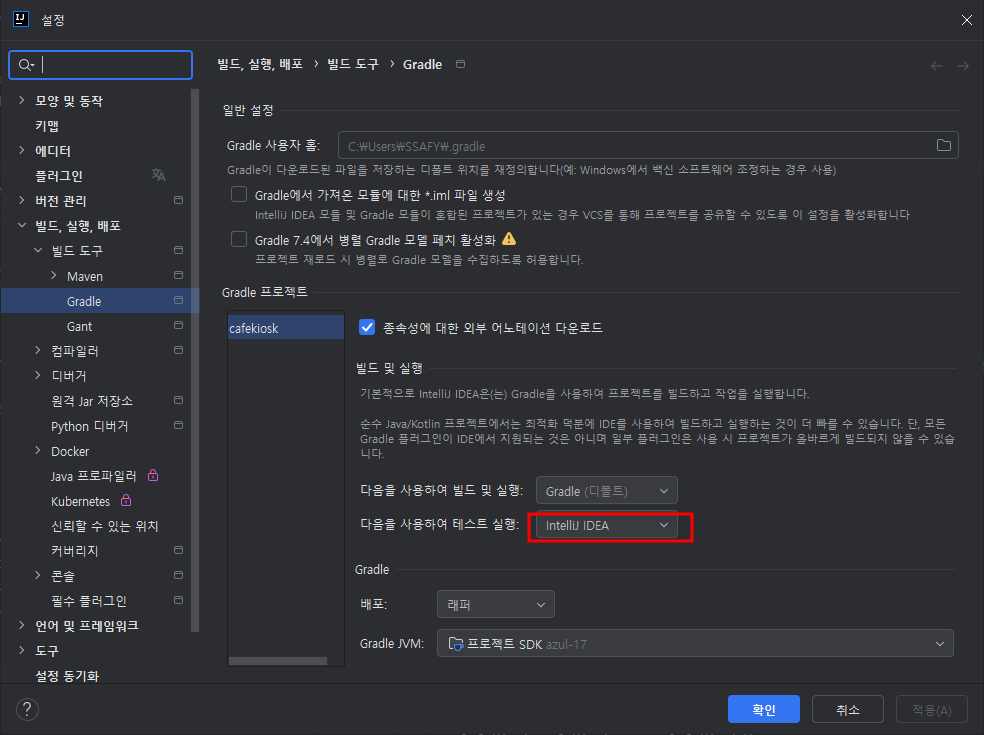 설정
빌드, 실행, 배포 › 빌드 도구 › Gradle
모양 및 동작
키맵
에디터
플러그인
버전 관리
빌드, 실행, 배포
빌드 도구
Maven
Gradle
Gant
컴파일러
디버거
원격 Jar 저장소
Python 디버거
Docker
Java 프로파일러
Kubernetes
신뢰할 수 있는 위치
커버리지
콘솔
필수 플러그인
언어 및 프레임워크
도구
설정 동기화
일반 설정
Gradle 사용자 홈: C:₩Users₩SSAFY₩.gradle
Gradle이 다운로드된 파일을 저장하는 디폴트 위치를 재정의합니다(예: Windows에서 백신 소프트웨어 조정하는 경우 사용)
Gradle에서 가져온 모듈에 대한 *.iml 파일 생성
IntelliJ IDEA 모듈 및 Gradle 모듈이 혼합된 프로젝트가 있는 경우 VCS를 통해 프로젝트를 공유할 수 있도록 이 설정을 활성화합니다
Gradle 7.4에서 병렬 Gradle 모델 페치 활성화
프로젝트 재로드 시 병렬로 Gradle 모델을 수집하도록 허용합니다.
Gradle 프로젝트
cafekiosk
종속성에 대한 외부 어노테이션 다운로드
빌드 및 실행
기본적으로 IntelliJ IDEA은(는) Gradle을 사용하여 프로젝트를 빌드하고 작업을 실행합니다.
순수 Java/Kotlin 프로젝트에서는 최적화 덕분에 IDE를 사용하여 빌드하고 실행하는 것이 더 빠를 수 있습니다. 단, 모든
Gradle 플러그인이 IDE에서 지원되는 것은 아니며 일부 플러그인은 사용 시 프로젝트가 올바르게 빌드되지 않을 수 있습
니다.
다음을 사용하여 빌드 및 실행: Gradle (디폴트)
다음을 사용하여 테스트 실행: IntelliJ IDEA
Gradle
배포: 래퍼
Gradle JVM: 프로젝트 SDK azul-17
?
확인 취소 적용(A)